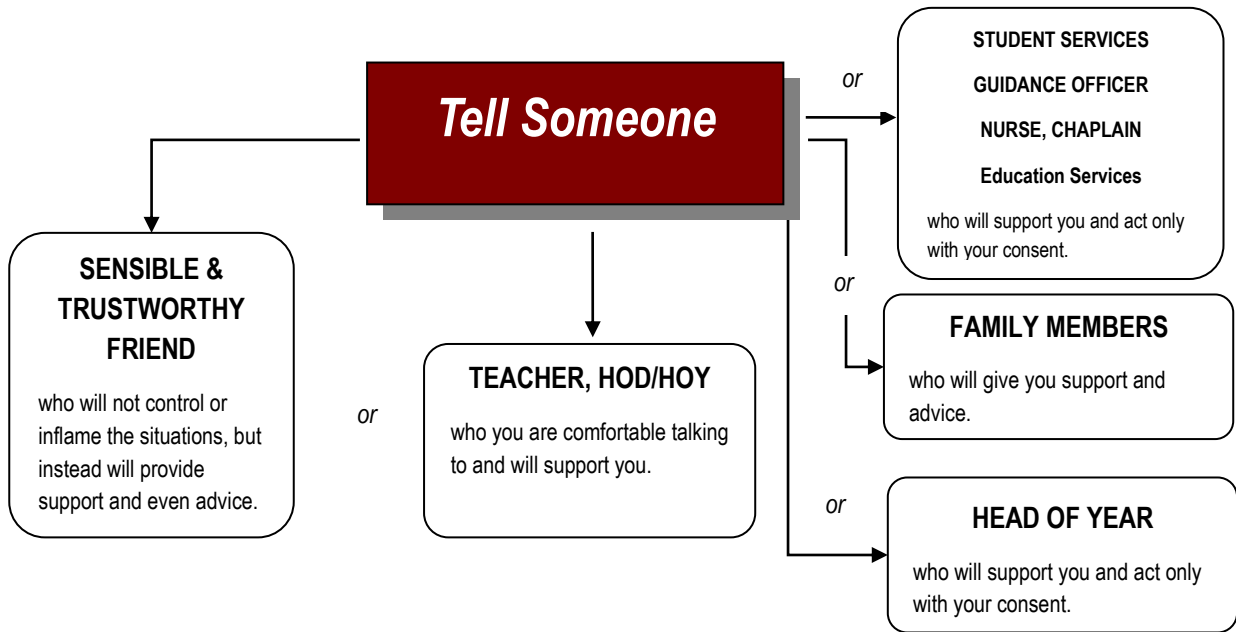 Tell Someone
or
STUDENT SERVICES
GUIDANCE OFFICER
NURSE, CHAPLAIN
Education Services
who will support you and act only
with your consent.
SENSIBLE &
TRUSTWORTHY
FRIEND
who will not control or
inflame the situations, but
instead will provide
support and even advice.
or
TEACHER, HOD/HOY
who you are comfortable talking
to and will support you.
or
FAMILY MEMBERS
who will give you support and
advice.
or
HEAD OF YEAR
who will support you and act only
with your consent.